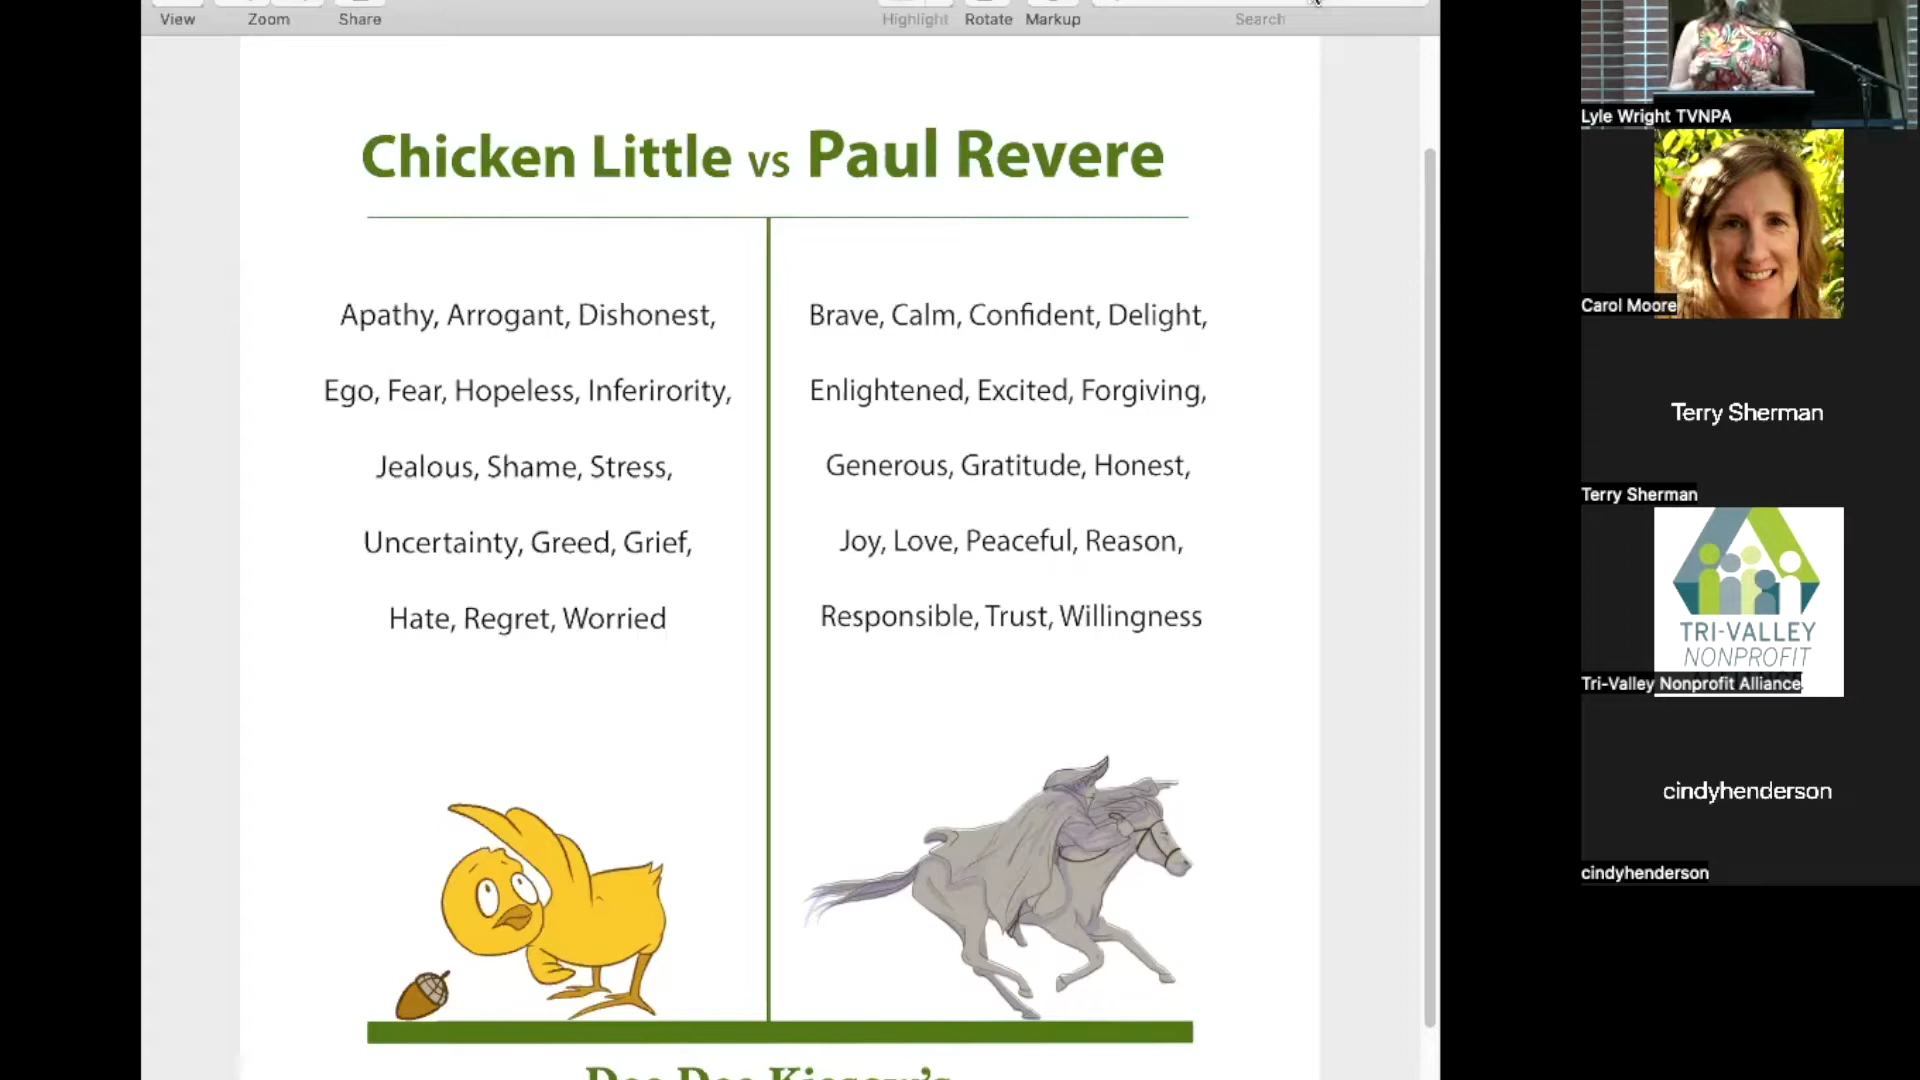 View Zoom Share Highlight Rotate Markup Search
Chicken Little vs Paul Revere
Apathy, Arrogant, Dishonest,
Ego, Fear, Hopeless, Inferirority,
Jealous, Shame, Stress,
Uncertainty, Greed, Grief,
Hate, Regret, Worried
Brave, Calm, Confident, Delight,
Enlightened, Excited, Forgiving,
Generous, Gratitude, Honest,
Joy, Love, Peaceful, Reason,
Responsible, Trust, Willingness
Lyle Wright TVNPA
Carol Moore
Terry Sherman
Terry Sherman
TRI-VALLEY
NONPROFIT
Tri-Valley Nonprofit Alliance
cindyhenderson
cindyhenderson